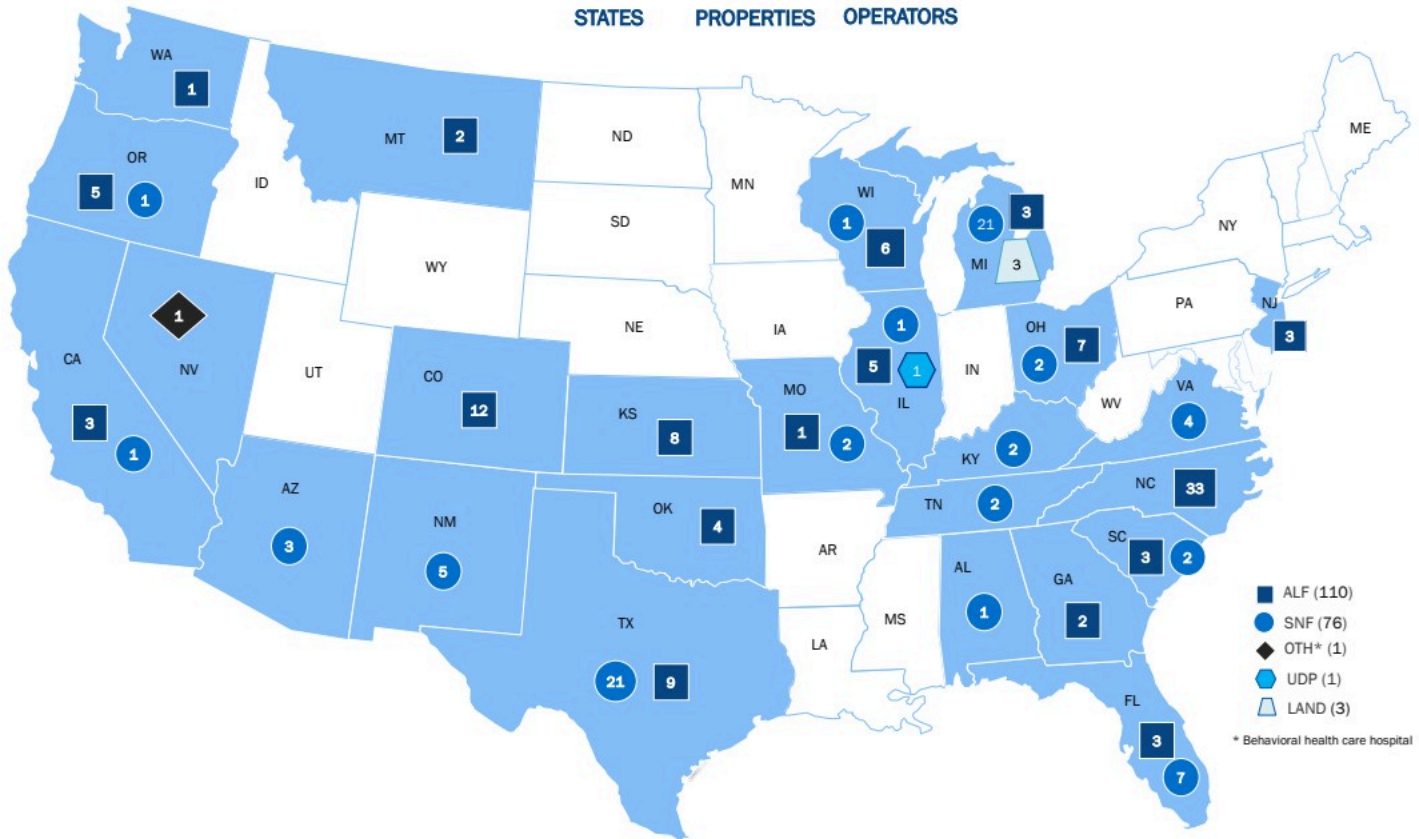 STATES PROPERTIES OPERATORS
WA
1
MT
2
ND
MN
ME
OR
5
1
ID
SD
WI
1
6
21
3
MI
3
NY
WY
1
NV
NE
IA
1
5
1
IL
IN
OH
2
7
PA
NJ
3
CA
3
1
UT
CO
12
KS
8
MO
1
2
WV
VA
4
KY
2
AZ
3
NM
5
OK
4
AR
TN
2
NC
33
SC
3
2
TX
21
9
LA
MS
AL
1
GA
2
FL
3
7
ALF (110)
SNF (76)
OTH* (1)
UDP (1)
LAND (3)
* Behavioral health care hospital